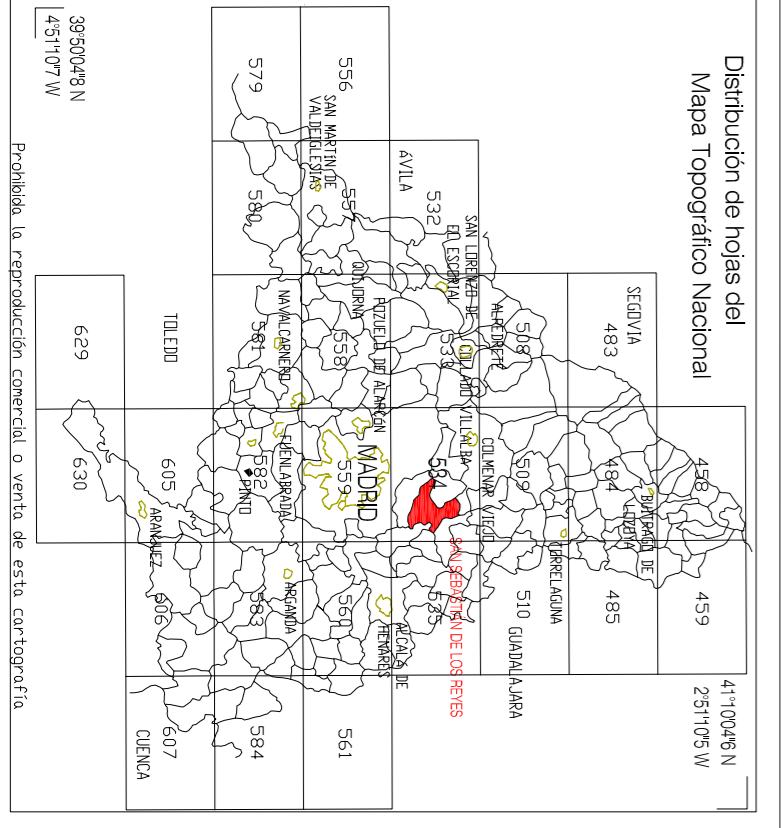 Distribución de hojas del
Mapa Topográfico Nacional
41°10'04"6 N
2°51'10"5 W
458
459
SEGOVIA
483
484
485
BUITRAGO DE
LOZOYA
508
509
510
TORRELAGUNA
GUADALAJARA
ALPEDRETE
COLLADO VILLALBA
COLMENAR VIEJO
SAN LORENZO DE
EL ESCORIAL
532
533
534
535
SAN SEBASTIÁN DE LOS REYES
ÁVILA
POZUELO DE ALARCÓN
MADRID
ALCALÁ DE
HENARES
556
557
558
559
560
561
SAN MARTÍN DE
VALDEIGLESIAS
QUIJORNA
NAVALCARNERO
FUENLABRADA
ARGANDA
579
580
581
582
583
584
PINTO
TOLEDO
605
606
607
ARANJUEZ
CUENCA
629
630
39°50'04"8 N
4°51'10"7 W
Prohibida la reproducción comercial o venta de esta cartografía